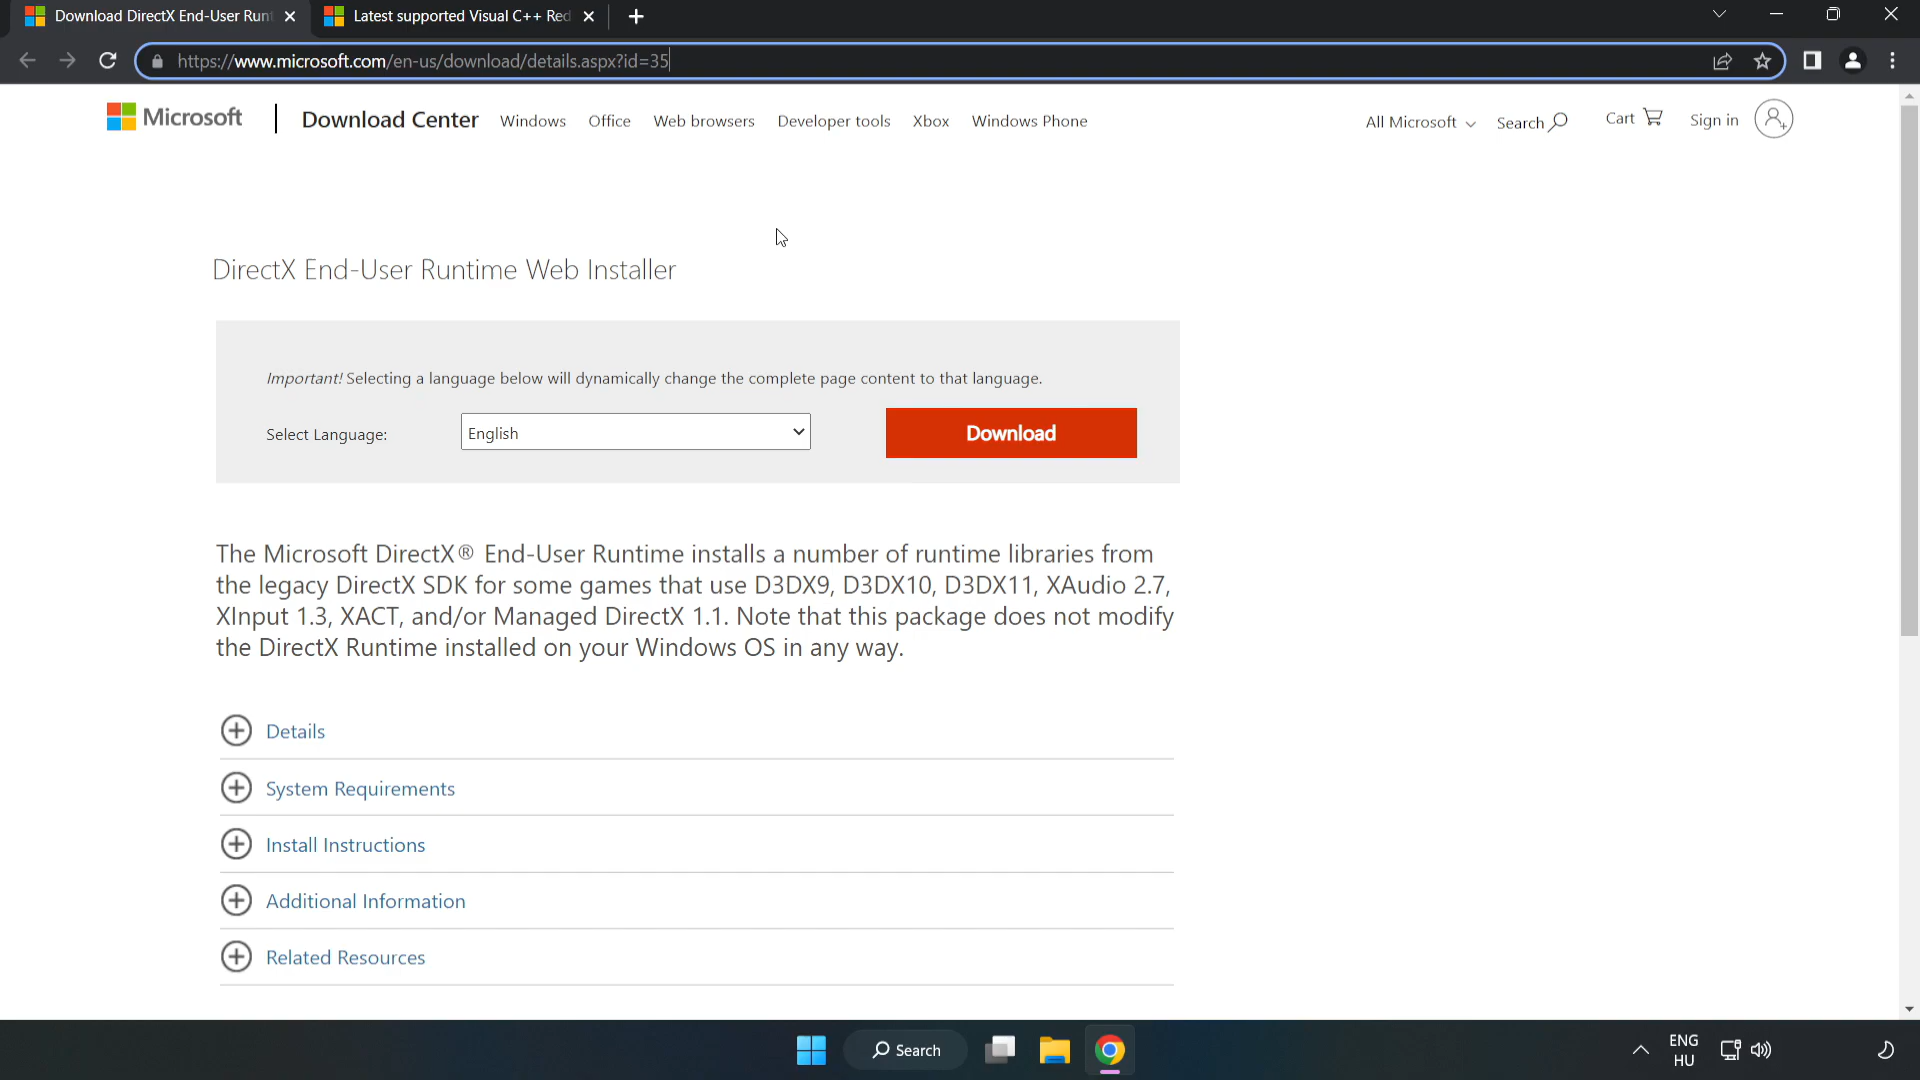 Download DirectX End-User Runt
Latest supported Visual C++ Red
https://www.microsoft.com/en-us/download/details.aspx?id=35
Microsoft
Download Center
Windows
Office
Web browsers
Developer tools
Xbox
Windows Phone
All Microsoft
Search
Cart
Sign in
DirectX End-User Runtime Web Installer
Important! Selecting a language below will dynamically change the complete page content to that language.
Select Language:
English
Download
The Microsoft DirectX® End-User Runtime installs a number of runtime libraries from
the legacy DirectX SDK for some games that use D3DX9, D3DX10, D3DX11, XAudio 2.7,
XInput 1.3, XACT, and/or Managed DirectX 1.1. Note that this package does not modify
the DirectX Runtime installed on your Windows OS in any way.
Details
System Requirements
Install Instructions
Additional Information
Related Resources
Search
ENG
HU